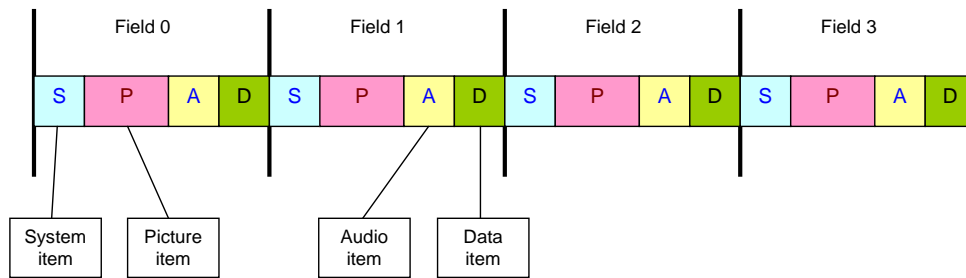 Field 0 Field 1 Field 2 Field 3
S P A D S P A D S P A D S P A D
System item
Picture item
Audio item
Data item